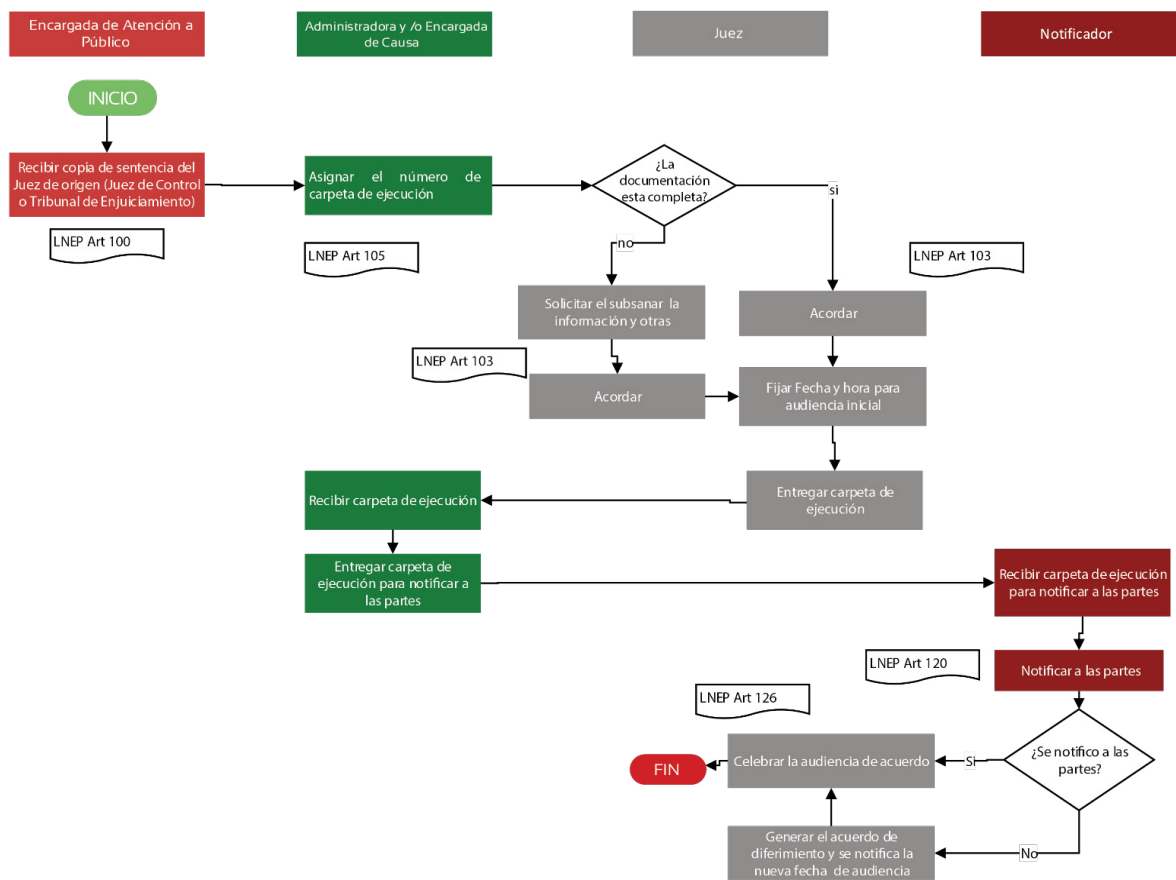 Encargada de Atención a
Público
Administradora y /o Encargada
de Causa
Juez
Notificador
INICIO
Recibir copia de sentencia del
Juez de origen (Juez de Control
o Tribunal de Enjuiciamiento)
Asignar el número de
carpeta de ejecución
¿La
documentación
esta completa?
si
no
LNEP Art 100
LNEP Art 105
LNEP Art 103
Solicitar el subsanar la
información y otras
Acordar
LNEP Art 103
Acordar
Fijar Fecha y hora para
audiencia inicial
Recibir carpeta de ejecución
Entregar carpeta de
ejecución
Entregar carpeta de
ejecución para notificar a
las partes
Recibir carpeta de ejecución
para notificar a las partes
LNEP Art 120
Notificar a las partes
LNEP Art 126
¿Se notifico a las
partes?
Si
Celebrar la audiencia de acuerdo
FIN
No
Generar el acuerdo de
diferimiento y se notifica la
nueva fecha de audiencia